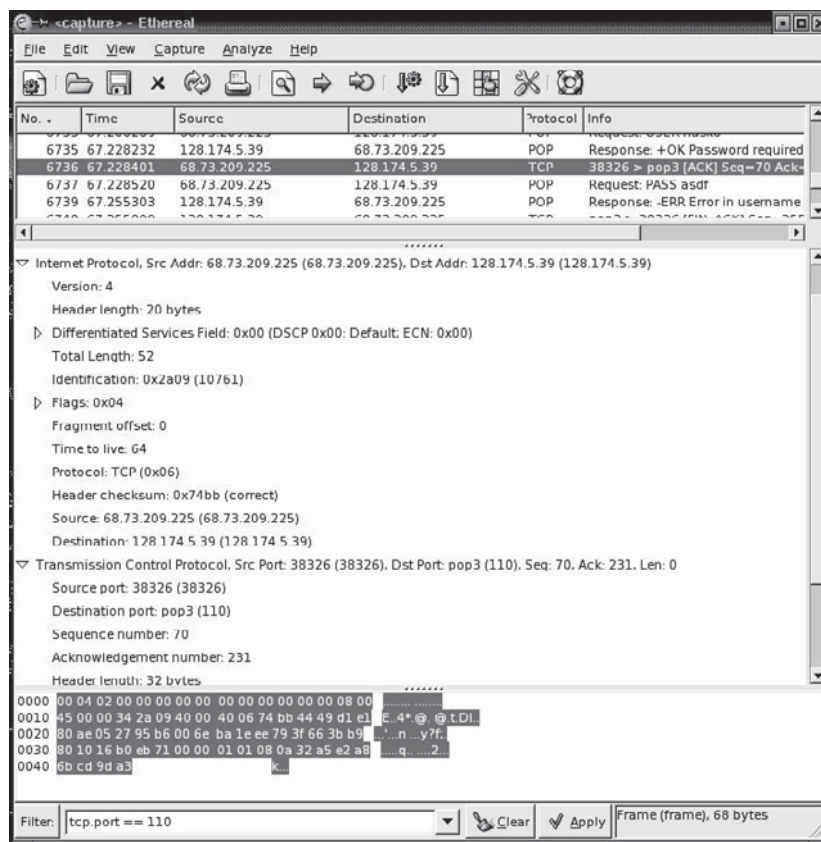 <capture> - Ethereal
File Edit View Capture Analyze Help
No. . Time Source Destination Protocol Info
6735 67.228232 128.174.5.39 68.73.209.225 POP Response: +OK Password required
6736 67.228401 68.73.209.225 128.174.5.39 TCP 38326 > pop3 [ACK] Seq=70 Ack=
6737 67.228520 68.73.209.225 128.174.5.39 POP Request: PASS asdf
6739 67.255303 128.174.5.39 68.73.209.225 POP Response: -ERR Error in username
Internet Protocol, Src Addr: 68.73.209.225 (68.73.209.225), Dst Addr: 128.174.5.39 (128.174.5.39)
Version: 4
Header length: 20 bytes
Differentiated Services Field: 0x00 (DSCP 0x00: Default; ECN: 0x00)
Total Length: 52
Identification: 0x2a09 (10761)
Flags: 0x04
Fragment offset: 0
Time to live: 64
Protocol: TCP (0x06)
Header checksum: 0x74bb (correct)
Source: 68.73.209.225 (68.73.209.225)
Destination: 128.174.5.39 (128.174.5.39)
Transmission Control Protocol, Src Port: 38326 (38326), Dst Port: pop3 (110), Seq: 70, Ack: 231, Len: 0
Source port: 38326 (38326)
Destination port: pop3 (110)
Sequence number: 70
Acknowledgement number: 231
Header length: 32 bytes
0000 00 04 02 00 00 00 00 00 00 00 00 00 00 00 08 00 ........ ........
0010 45 00 00 34 2a 09 40 00 40 06 74 bb 44 49 d1 e1 E..4*.@. @.t.DI..
0020 80 ae 05 27 95 b6 00 6e ba 1e ee 79 3f 66 3b b9 ...'...n ...y?f;.
0030 80 10 16 b0 eb 71 00 00 01 01 08 0a 32 a5 e2 a8 .....q.. ....2...
0040 6b cd 9d a3 k...
Filter: tcp.port == 110 Clear Apply Frame (frame), 68 bytes